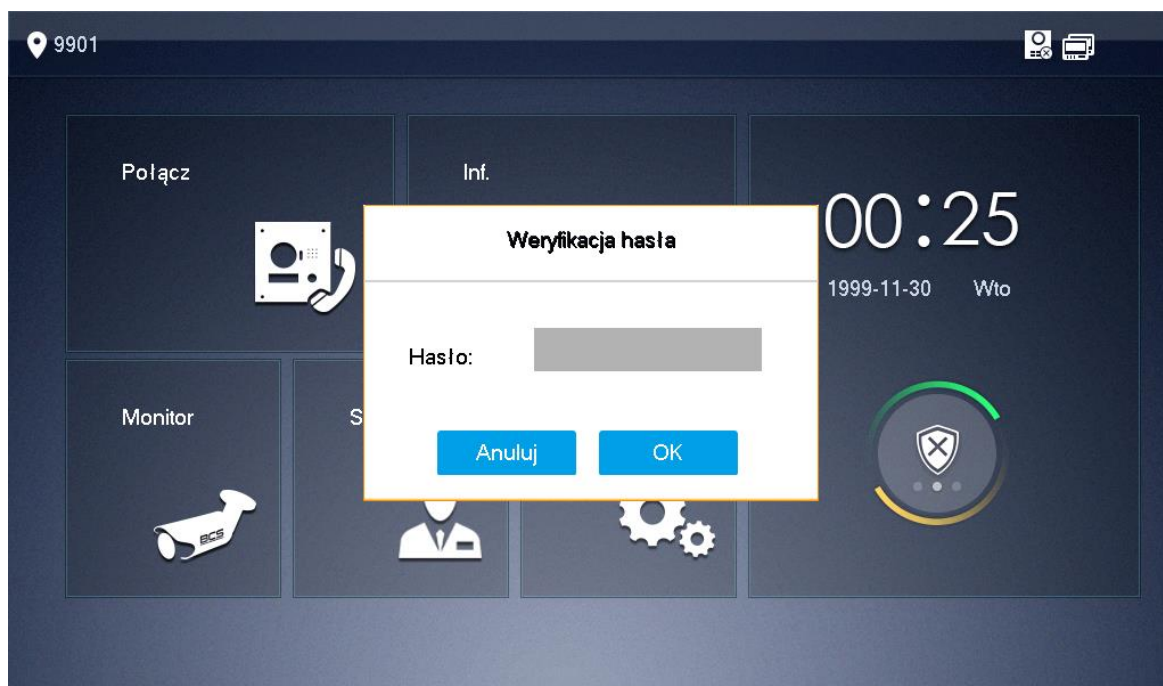 9901
Połącz
Inf.
00:25
1999-11-30 Wto
Weryfikacja hasła
Hasło:
Anuluj OK
Monitor
S
BCS